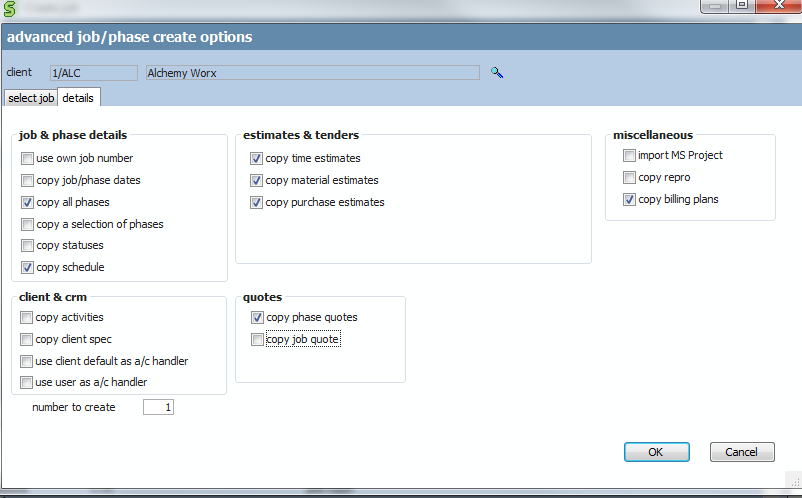 advanced job/phase create options
client 1/ALC Alchemy Worx
select job details
job & phase details
use own job number
copy job/phase dates
copy all phases
copy a selection of phases
copy statuses
copy schedule
estimates & tenders
copy time estimates
copy material estimates
copy purchase estimates
miscellaneous
import MS Project
copy repro
copy billing plans
client & crm
copy activities
copy client spec
use client default as a/c handler
use user as a/c handler
quotes
copy phase quotes
copy job quote
number to create 1
OK Cancel